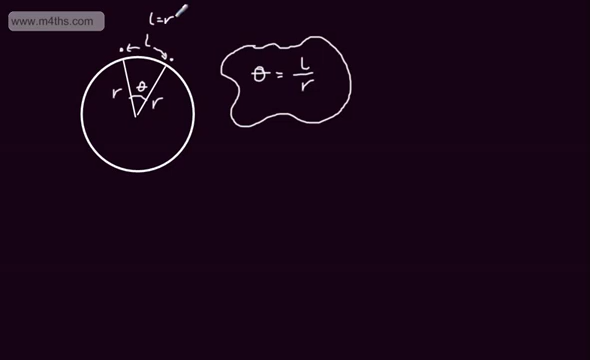 www.m4ths.com
l=r
l
θ = l/r
θ
r r